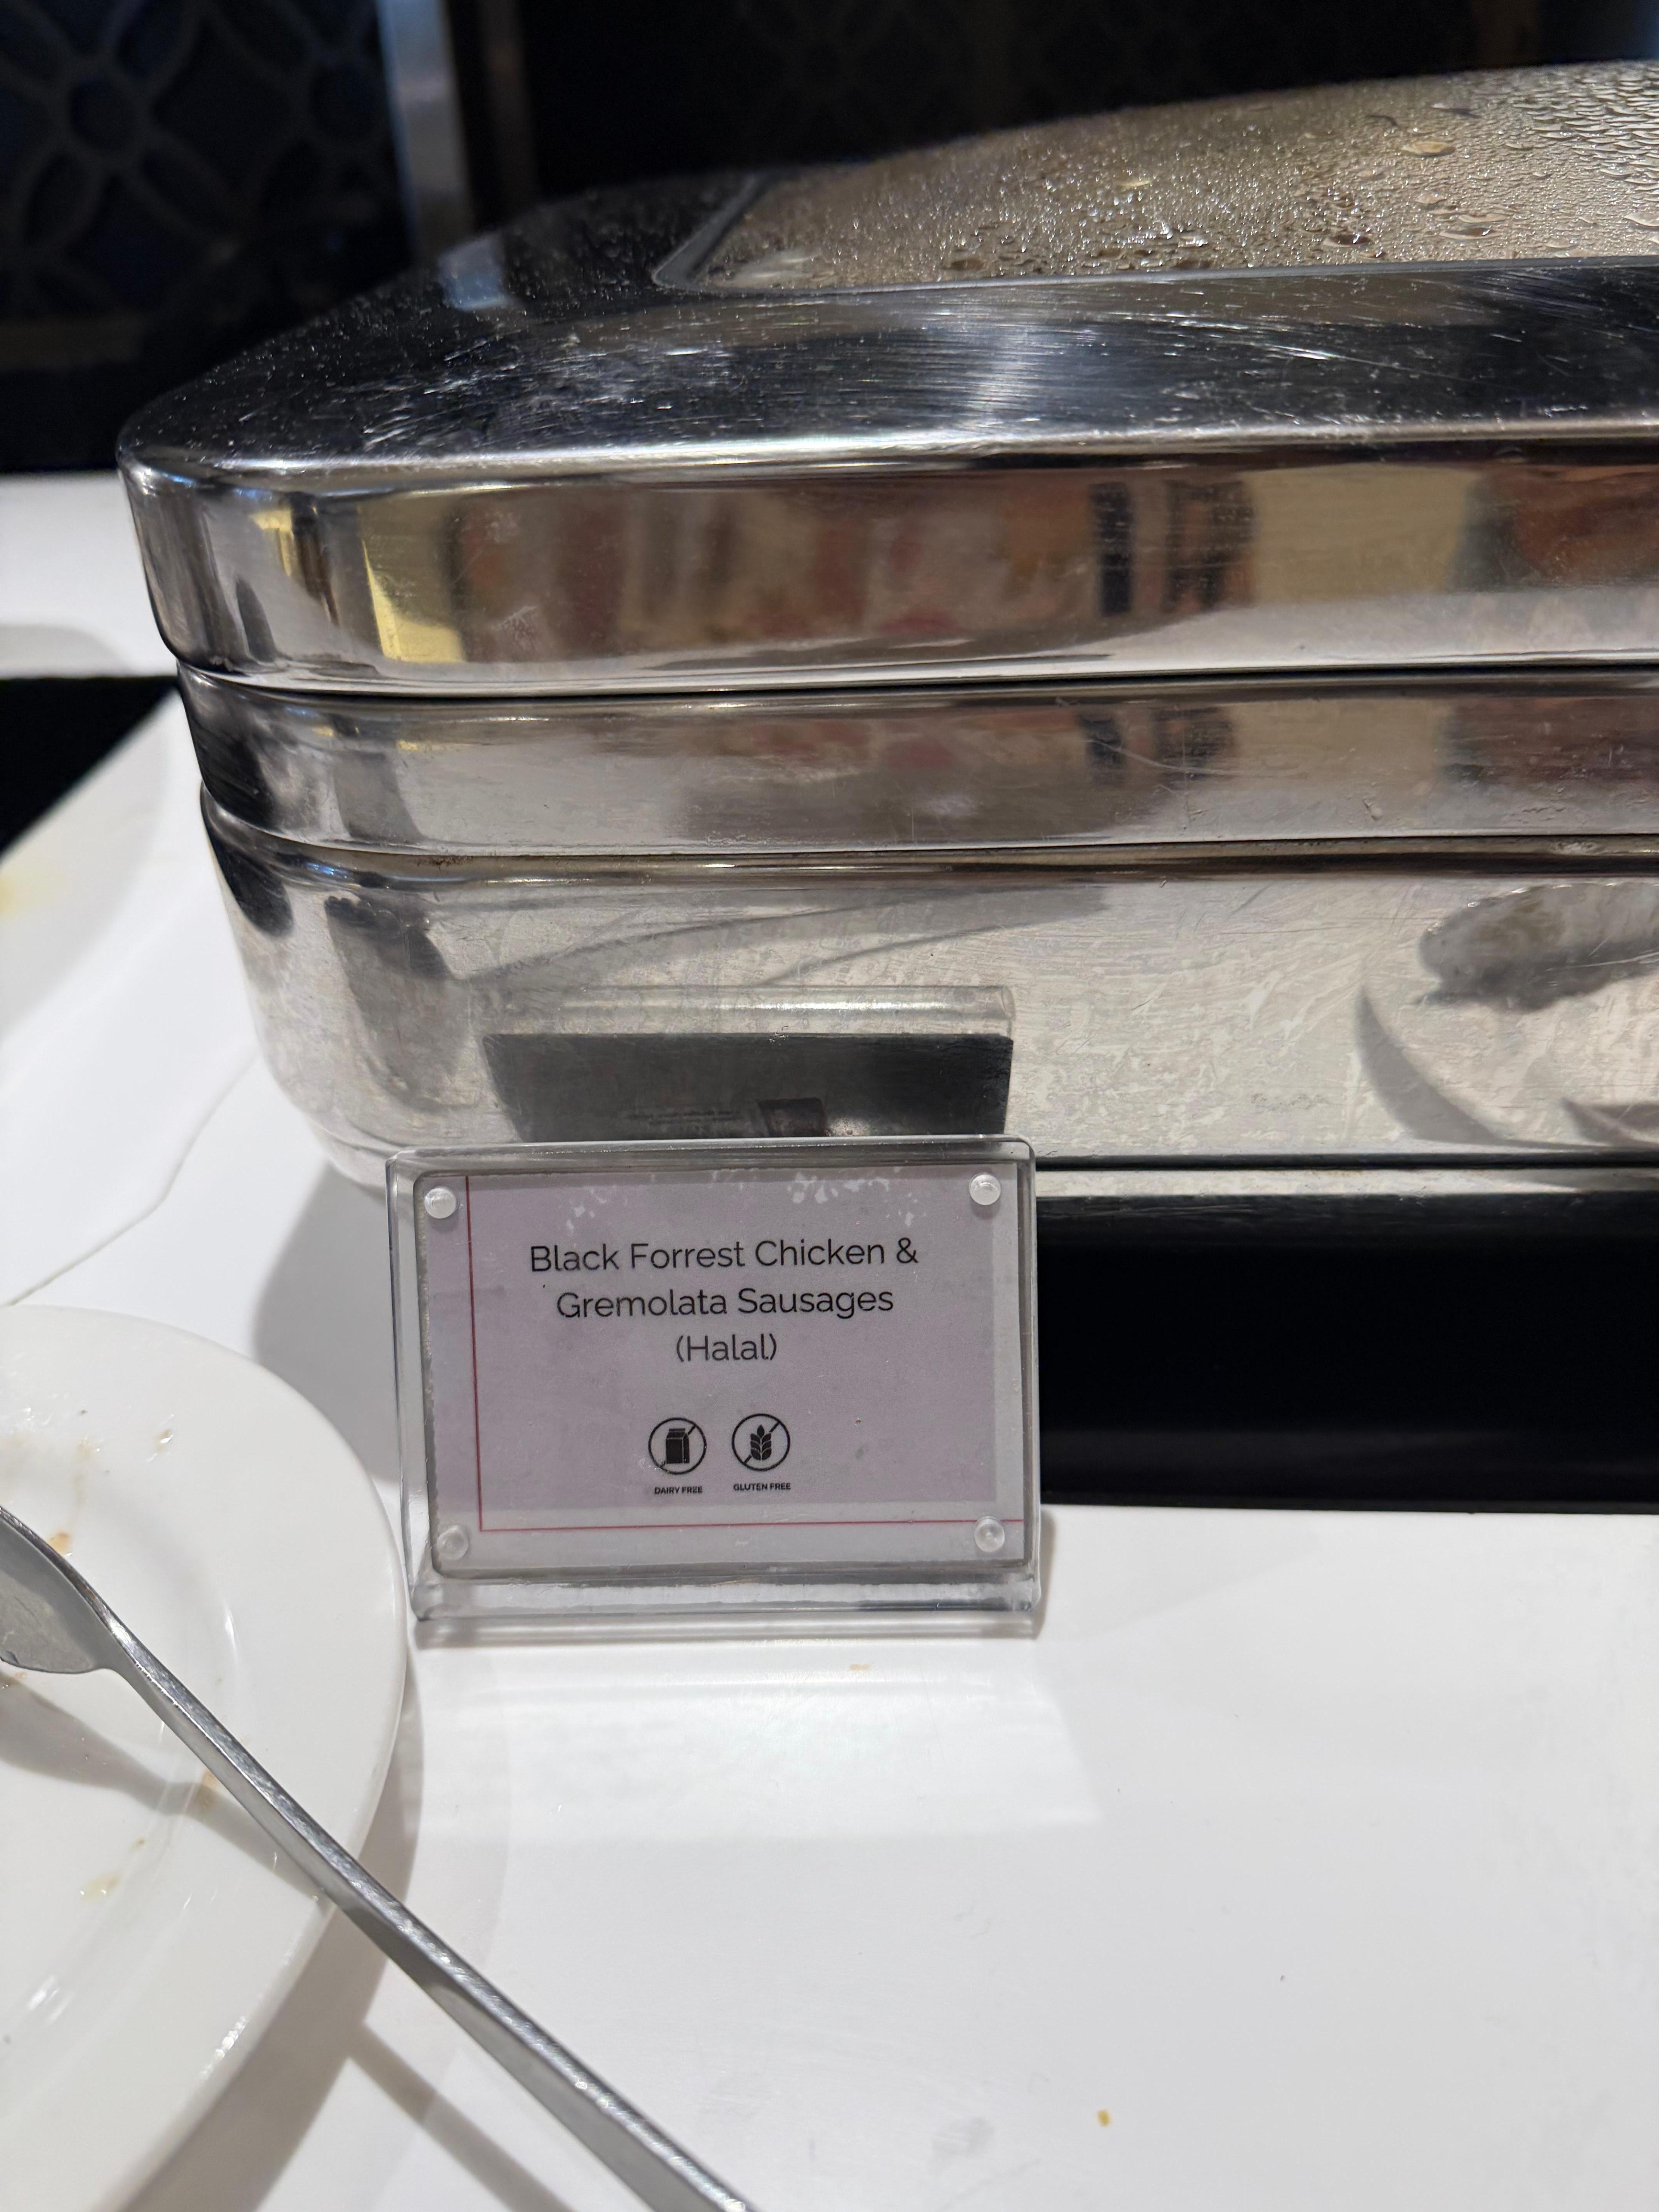 Black Forrest Chicken &
Gremolata Sausages
(Halal)
DAIRY FREE GLUTEN FREE